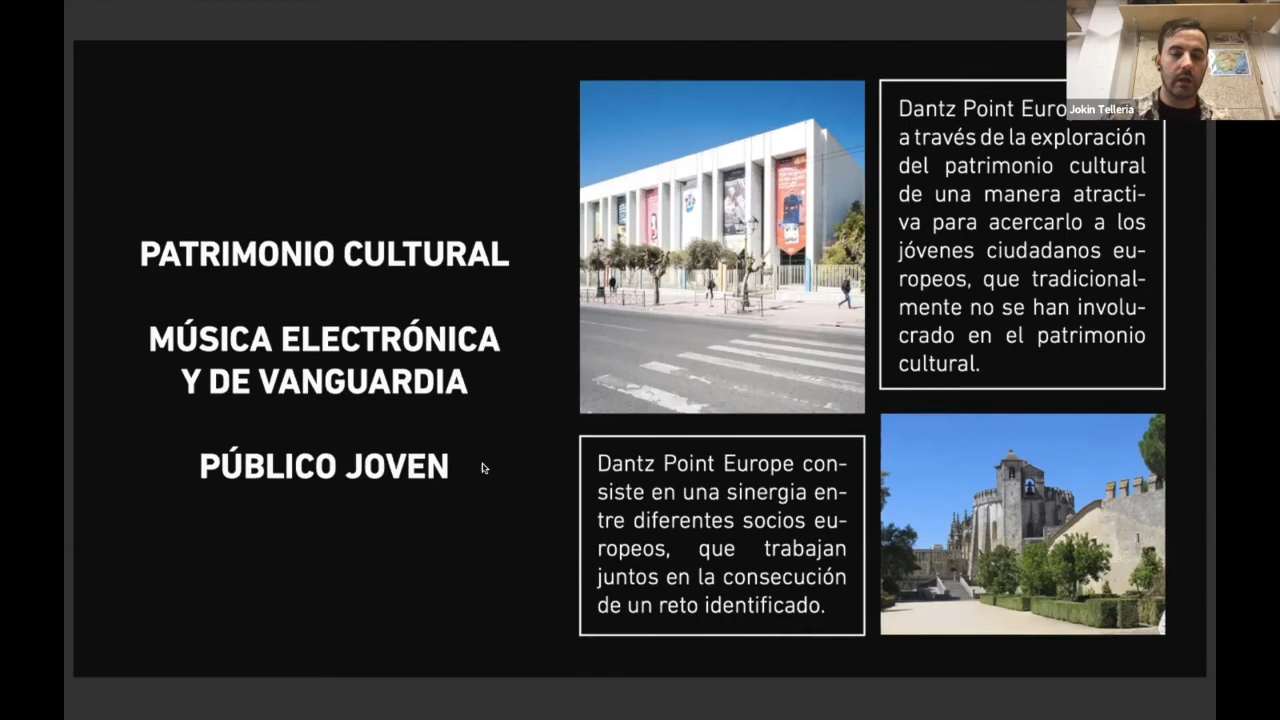 PATRIMONIO CULTURAL
MÚSICA ELECTRÓNICA
Y DE VANGUARDIA
PÚBLICO JOVEN
Dantz Point Europe con-
siste en una sinergia en-
tre diferentes socios eu-
ropeos, que trabajan
juntos en la consecución
de un reto identificado.
Dantz Point
a través de la exploración
del patrimonio cultural
de una manera atracti-
va para acercarlo a los
jóvenes ciudadanos eu-
ropeos, que tradicional-
mente no se han involu-
crado en el patrimonio
cultural.
Jokin Telleria